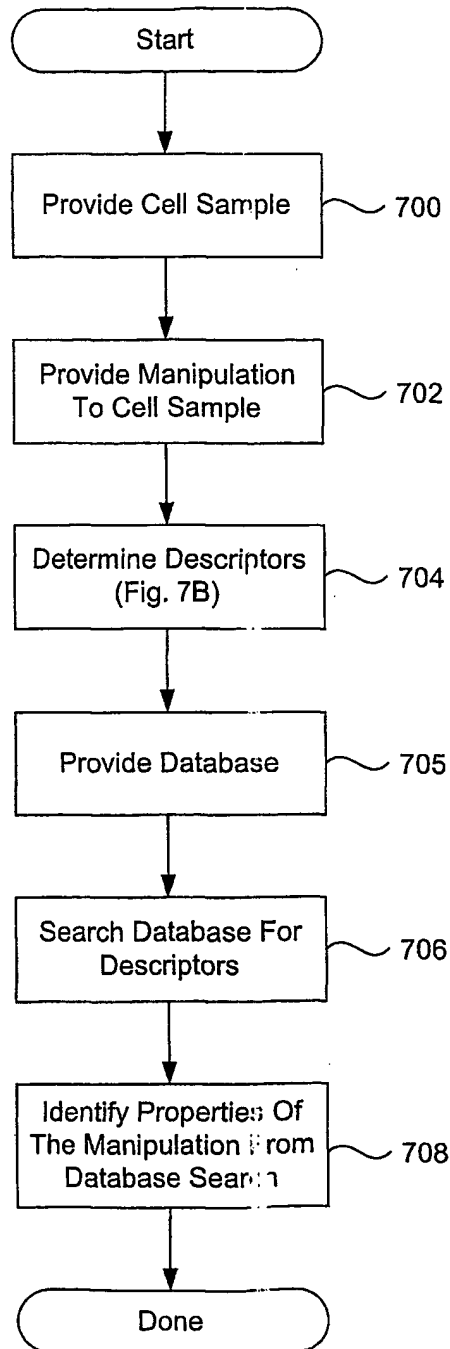 Start
Provide Cell Sample
700
Provide Manipulation
To Cell Sample
702
Determine Descriptors
(Fig. 7B)
704
Provide Database
705
Search Database For
Descriptors
706
Identify Properties Of
The Manipulation From
Database Search
708
Done